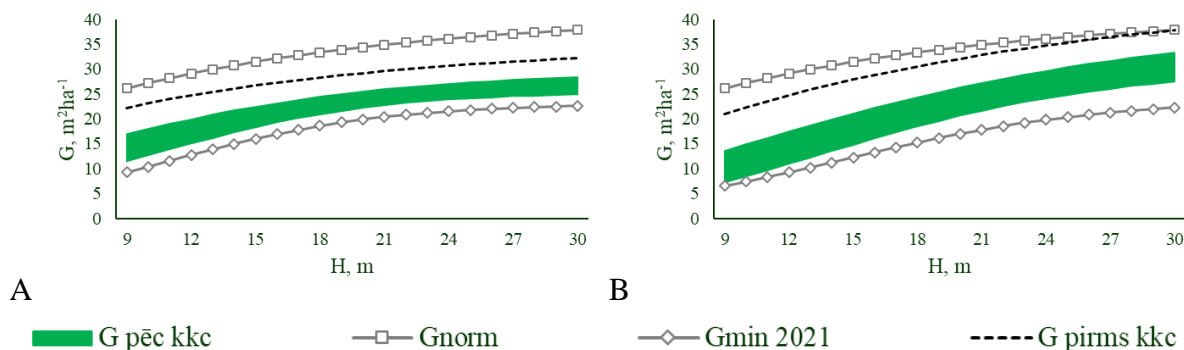 40 40
35 35
30 30
25 25
20 20
15 15
10 10
5 5
0 0
G, m²ha⁻¹ G, m²ha⁻¹
9 12 15 18 21 24 27 30 9 12 15 18 21 24 27 30
H, m H, m
A B
G pēc kkc Gnorm Gmin 2021 G pirms kkc